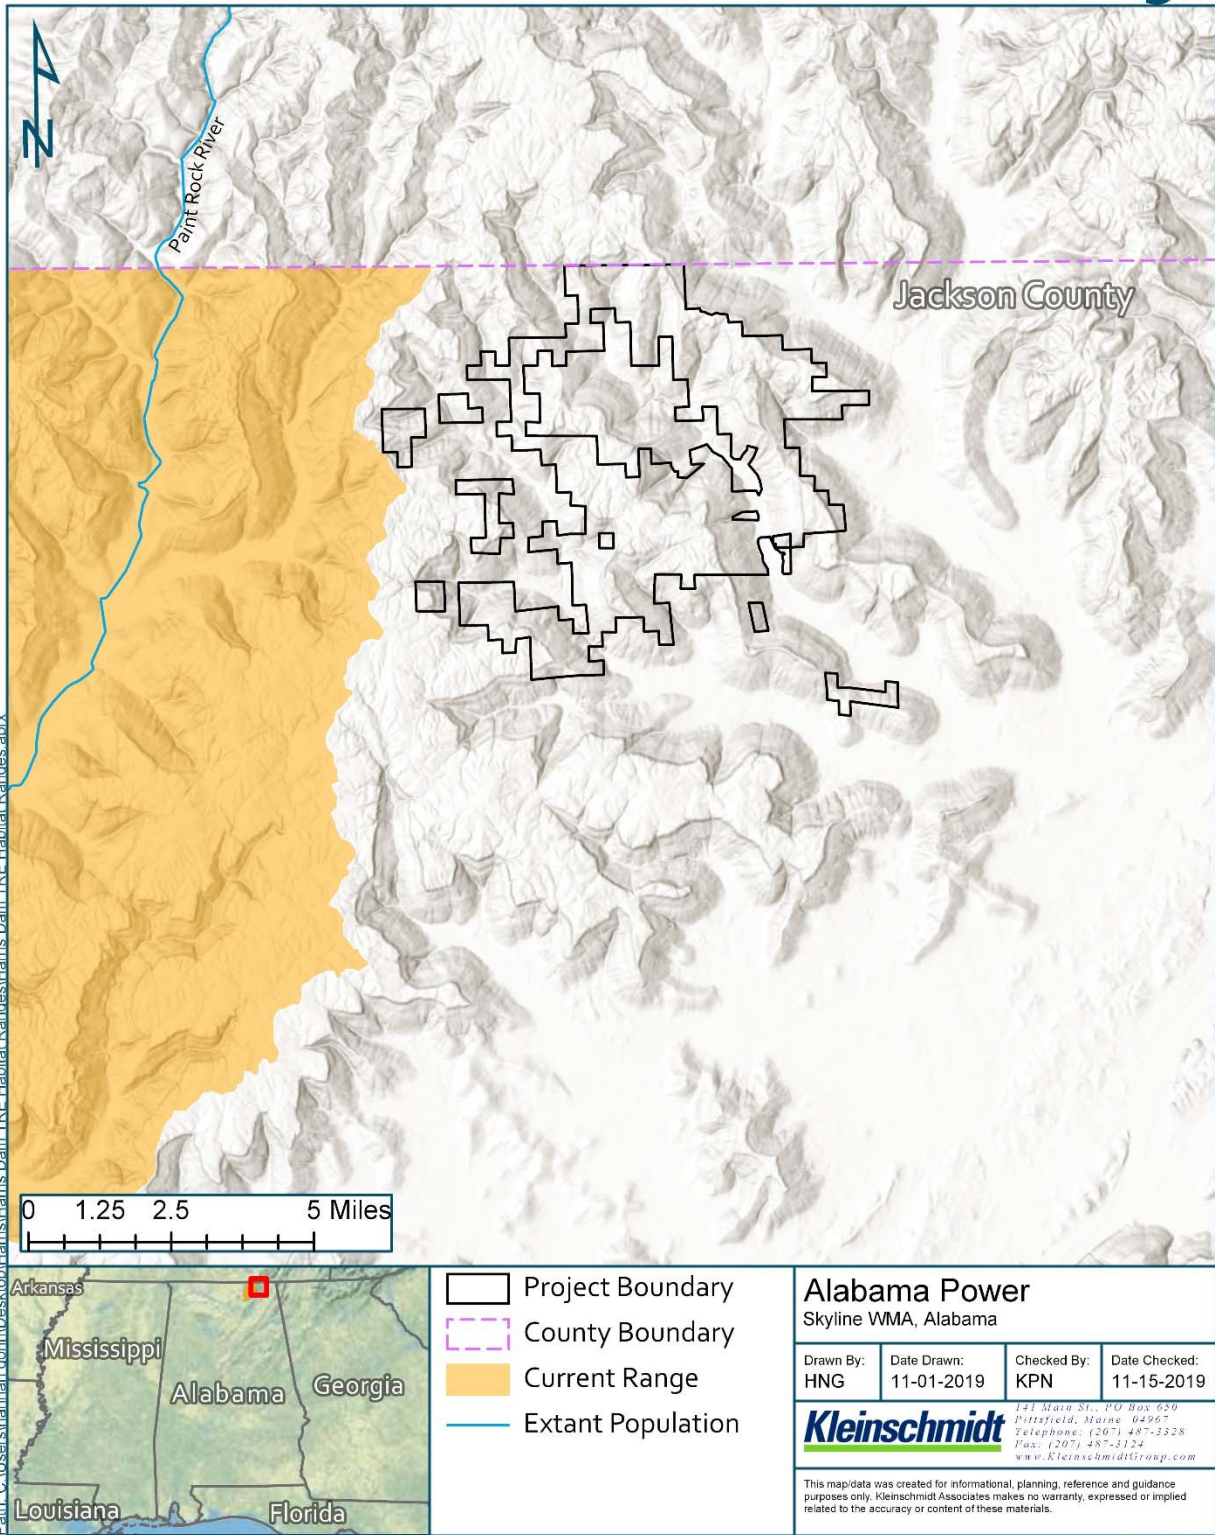 N
Paint Rock River
Jackson County
0 1.25 2.5 5 Miles
Arkansas
Mississippi
Alabama
Georgia
Louisiana
Florida
Project Boundary
County Boundary
Current Range
Extant Population
Alabama Power
Skyline WMA, Alabama
Drawn By:
HNG
Date Drawn:
11-01-2019
Checked By:
KPN
Date Checked:
11-15-2019
Kleinschmidt
141 Main St., PO Box 650
Pittsfield, Maine 04967
Telephone: (207) 487-3328
Fax: (207) 487-3124
www.KleinschmidtGroup.com
This map/data was created for informational, planning, reference and guidance
purposes only. Kleinschmidt Associates makes no warranty, expressed or implied
related to the accuracy or content of these materials.